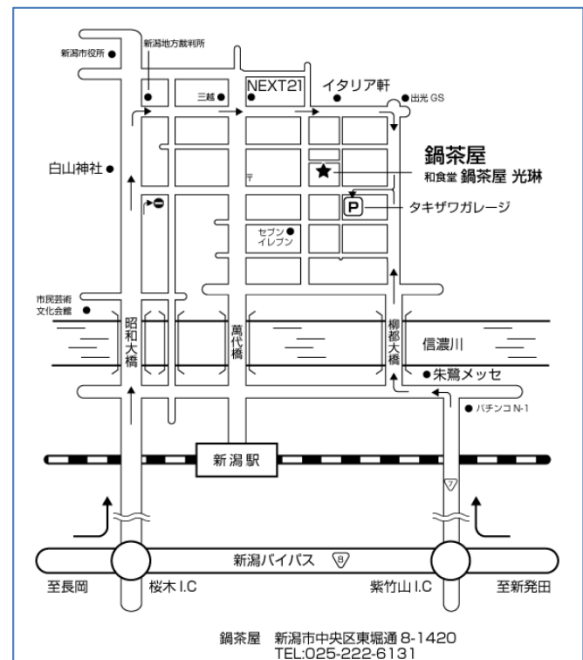 新潟市役所
新潟地方裁判所
三越
NEXT21
イタリア軒
出光 GS
白山神社
〒
鍋茶屋
和食堂 鍋茶屋 光琳
P
タキザワガレージ
セブン
イレブン
市民芸術
文化会館
昭和大橋
萬代橋
柳都大橋
信濃川
朱鷺メッセ
パチンコ N-1
新潟駅
7
新潟バイパス
8
至長岡
桜木 I.C
紫竹山 I.C
至新発田
鍋茶屋 新潟市中央区東堀通 8-1420
TEL:025-222-6131